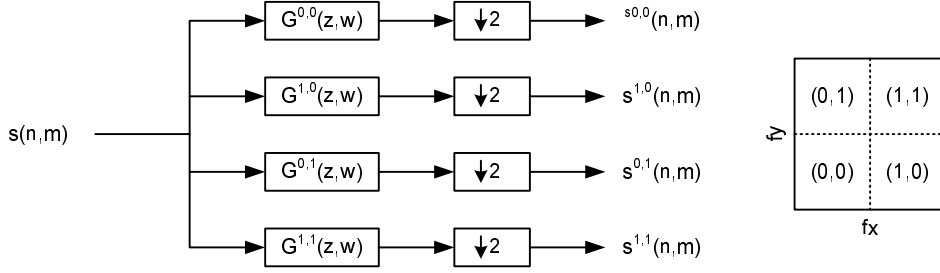 G^0,0(z,w) ↓2 s0,0(n,m)
G^1,0(z,w) ↓2 s^1,0(n,m)
s(n,m)
G^0,1(z,w) ↓2 s^0,1(n,m)
G^1,1(z,w) ↓2 s^1,1(n,m)
(0,1) (1,1)
fy
(0,0) (1,0)
fx